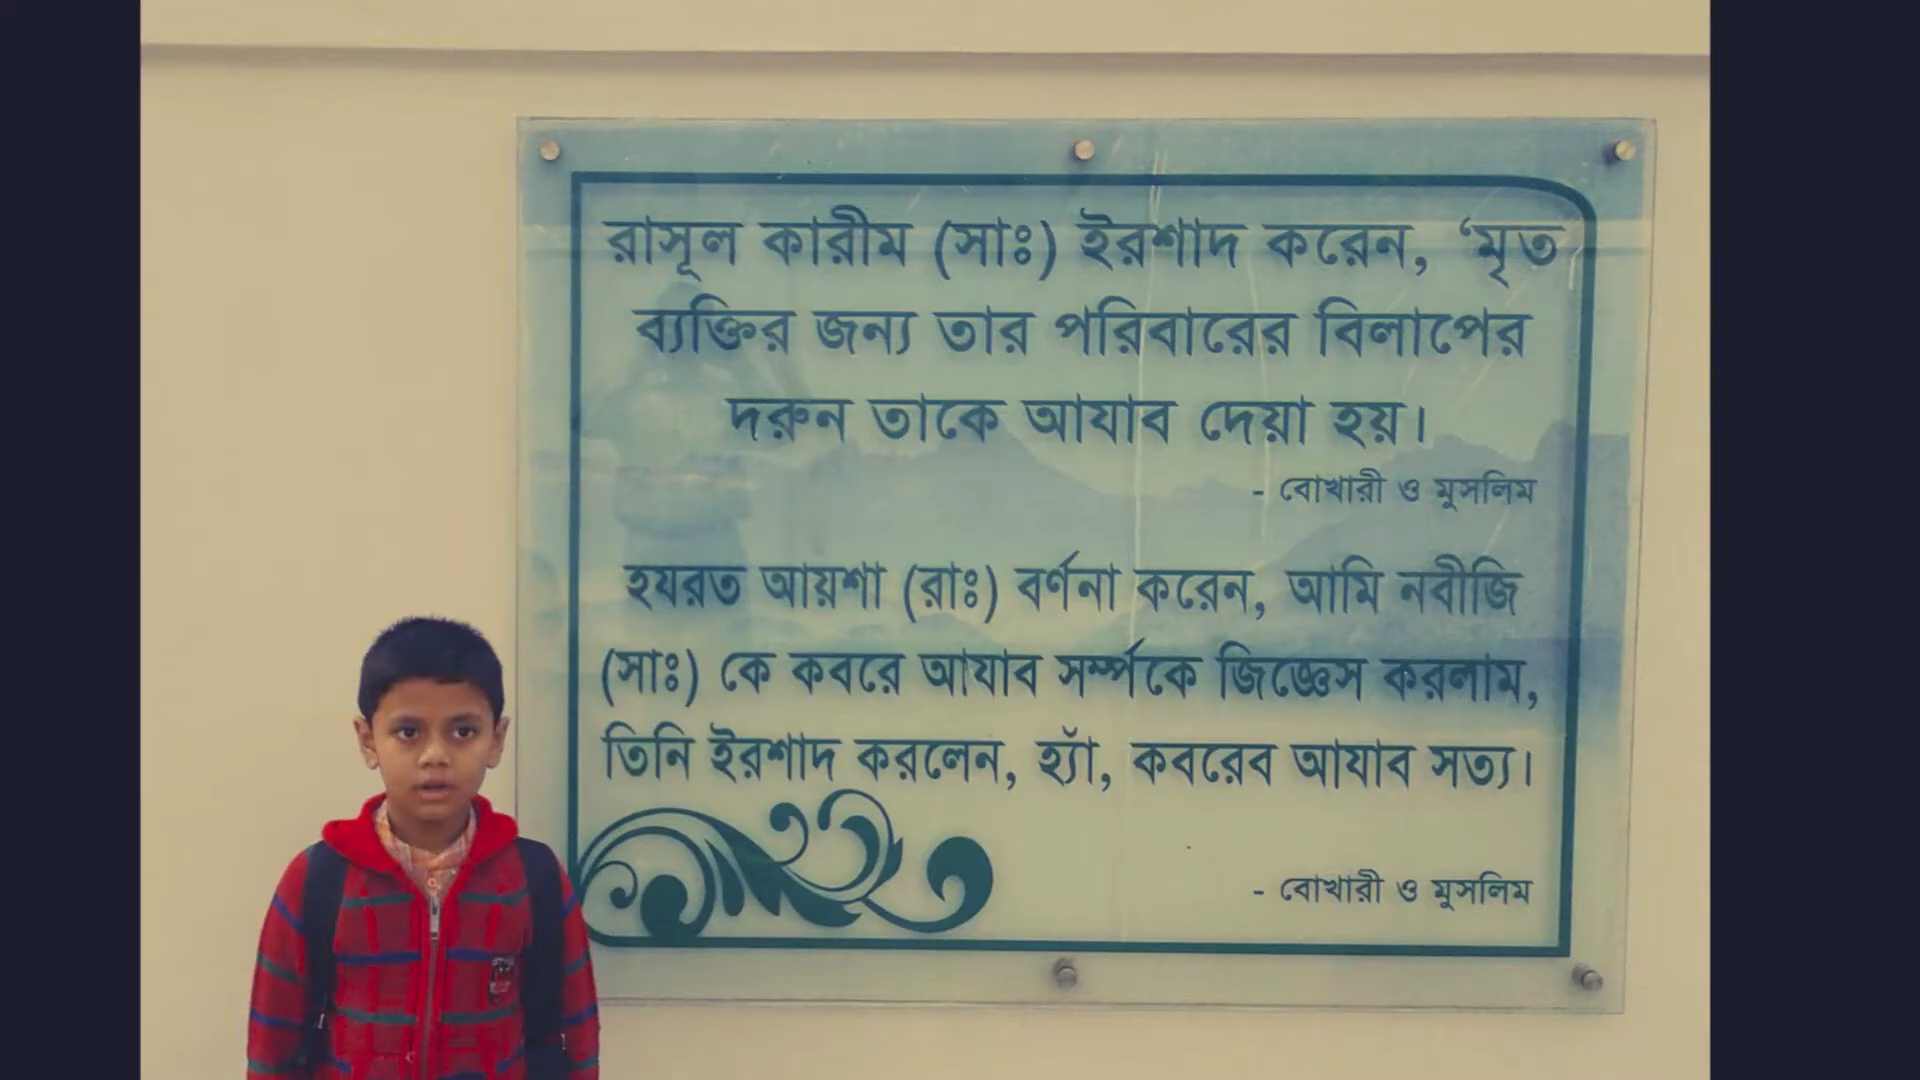 রাসূল কারীম (সাঃ) ইরশাদ করেন, ‘মৃত
ব্যক্তির জন্য তার পরিবারের বিলাপের
দরুন তাকে আযাব দেয়া হয়।
- বোখারী ও মুসলিম
হযরত আয়শা (রাঃ) বর্ণনা করেন, আমি নবীজি
(সাঃ) কে কবরে আযাব সর্ম্পকে জিজ্ঞেস করলাম,
তিনি ইরশাদ করলেন, হ্যাঁ, কবরেব আযাব সত্য।
- বোখারী ও মুসলিম